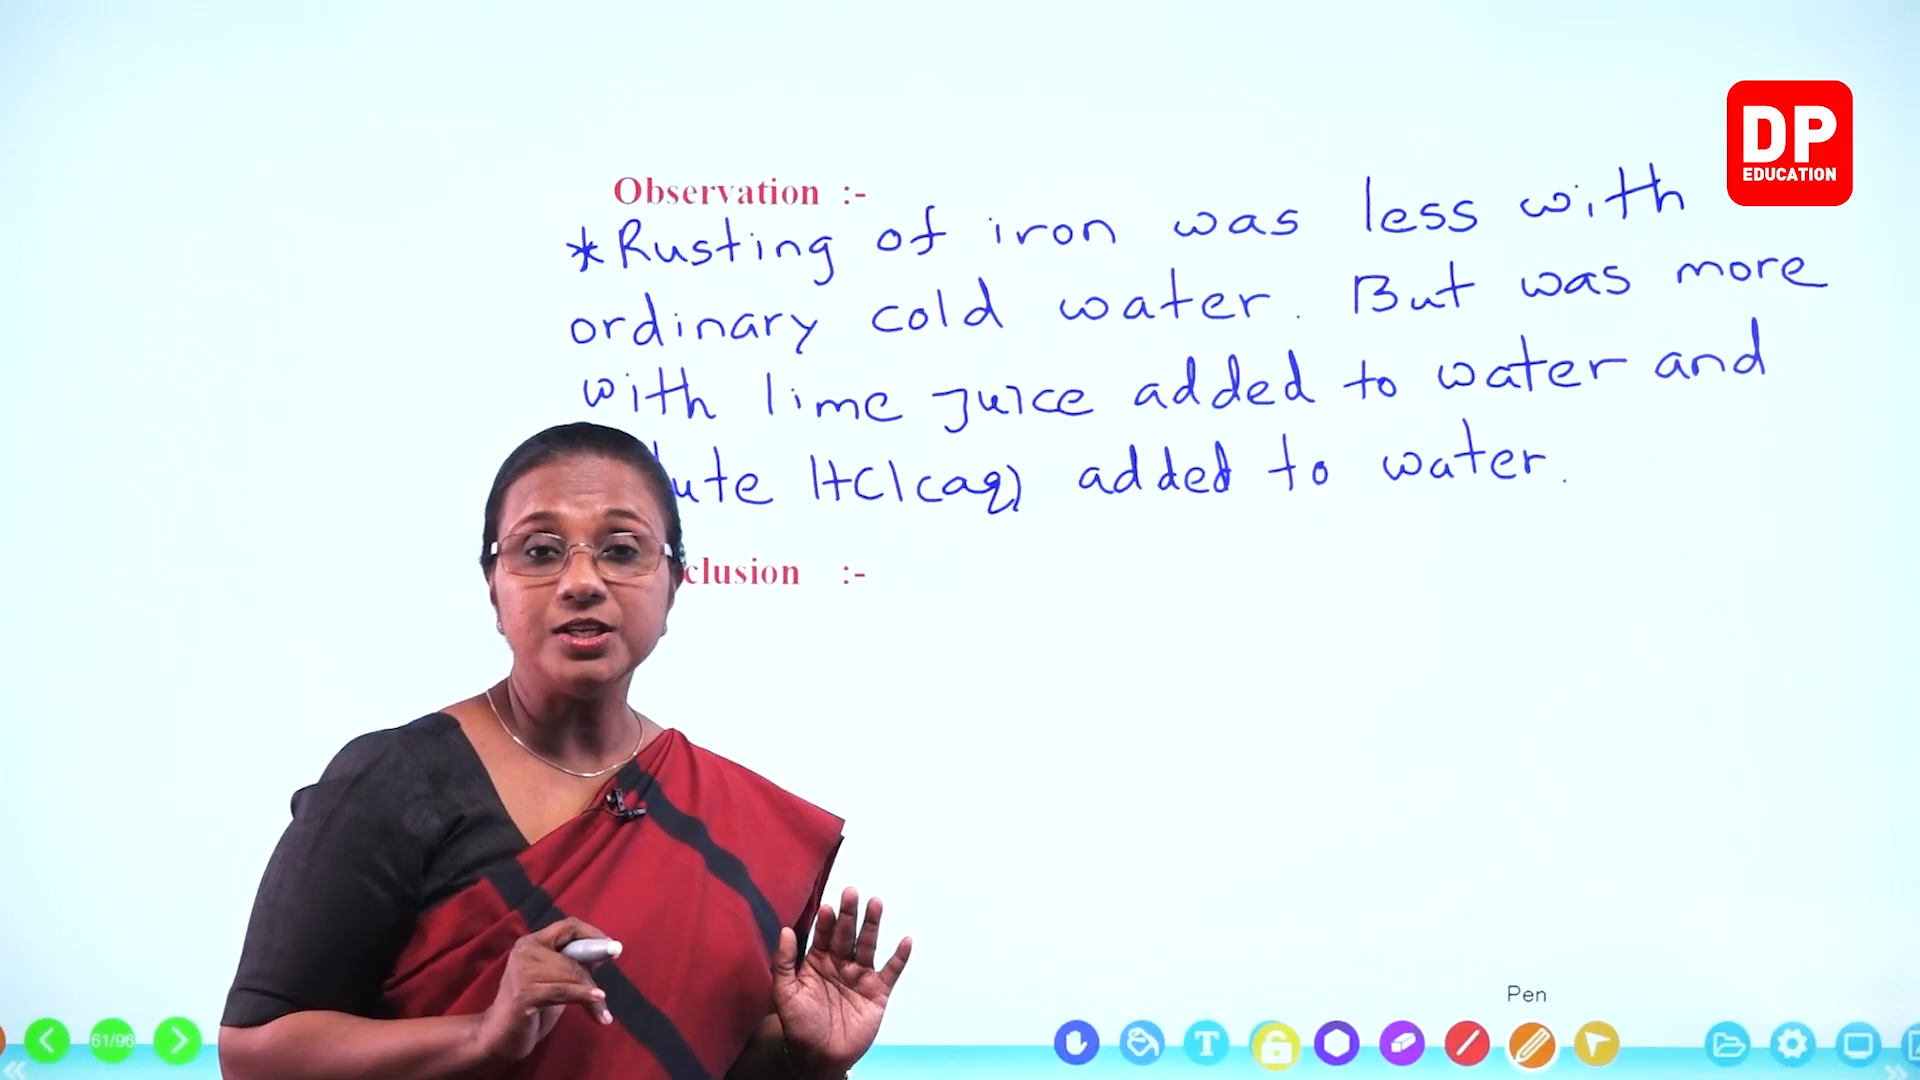 DP
EDUCATION
Observation :-
*Rusting of iron was less with
ordinary cold water. But was more
with lime juice added to water and
ute HCl(aq) added to water.
clusion :-
Pen
61/96
T